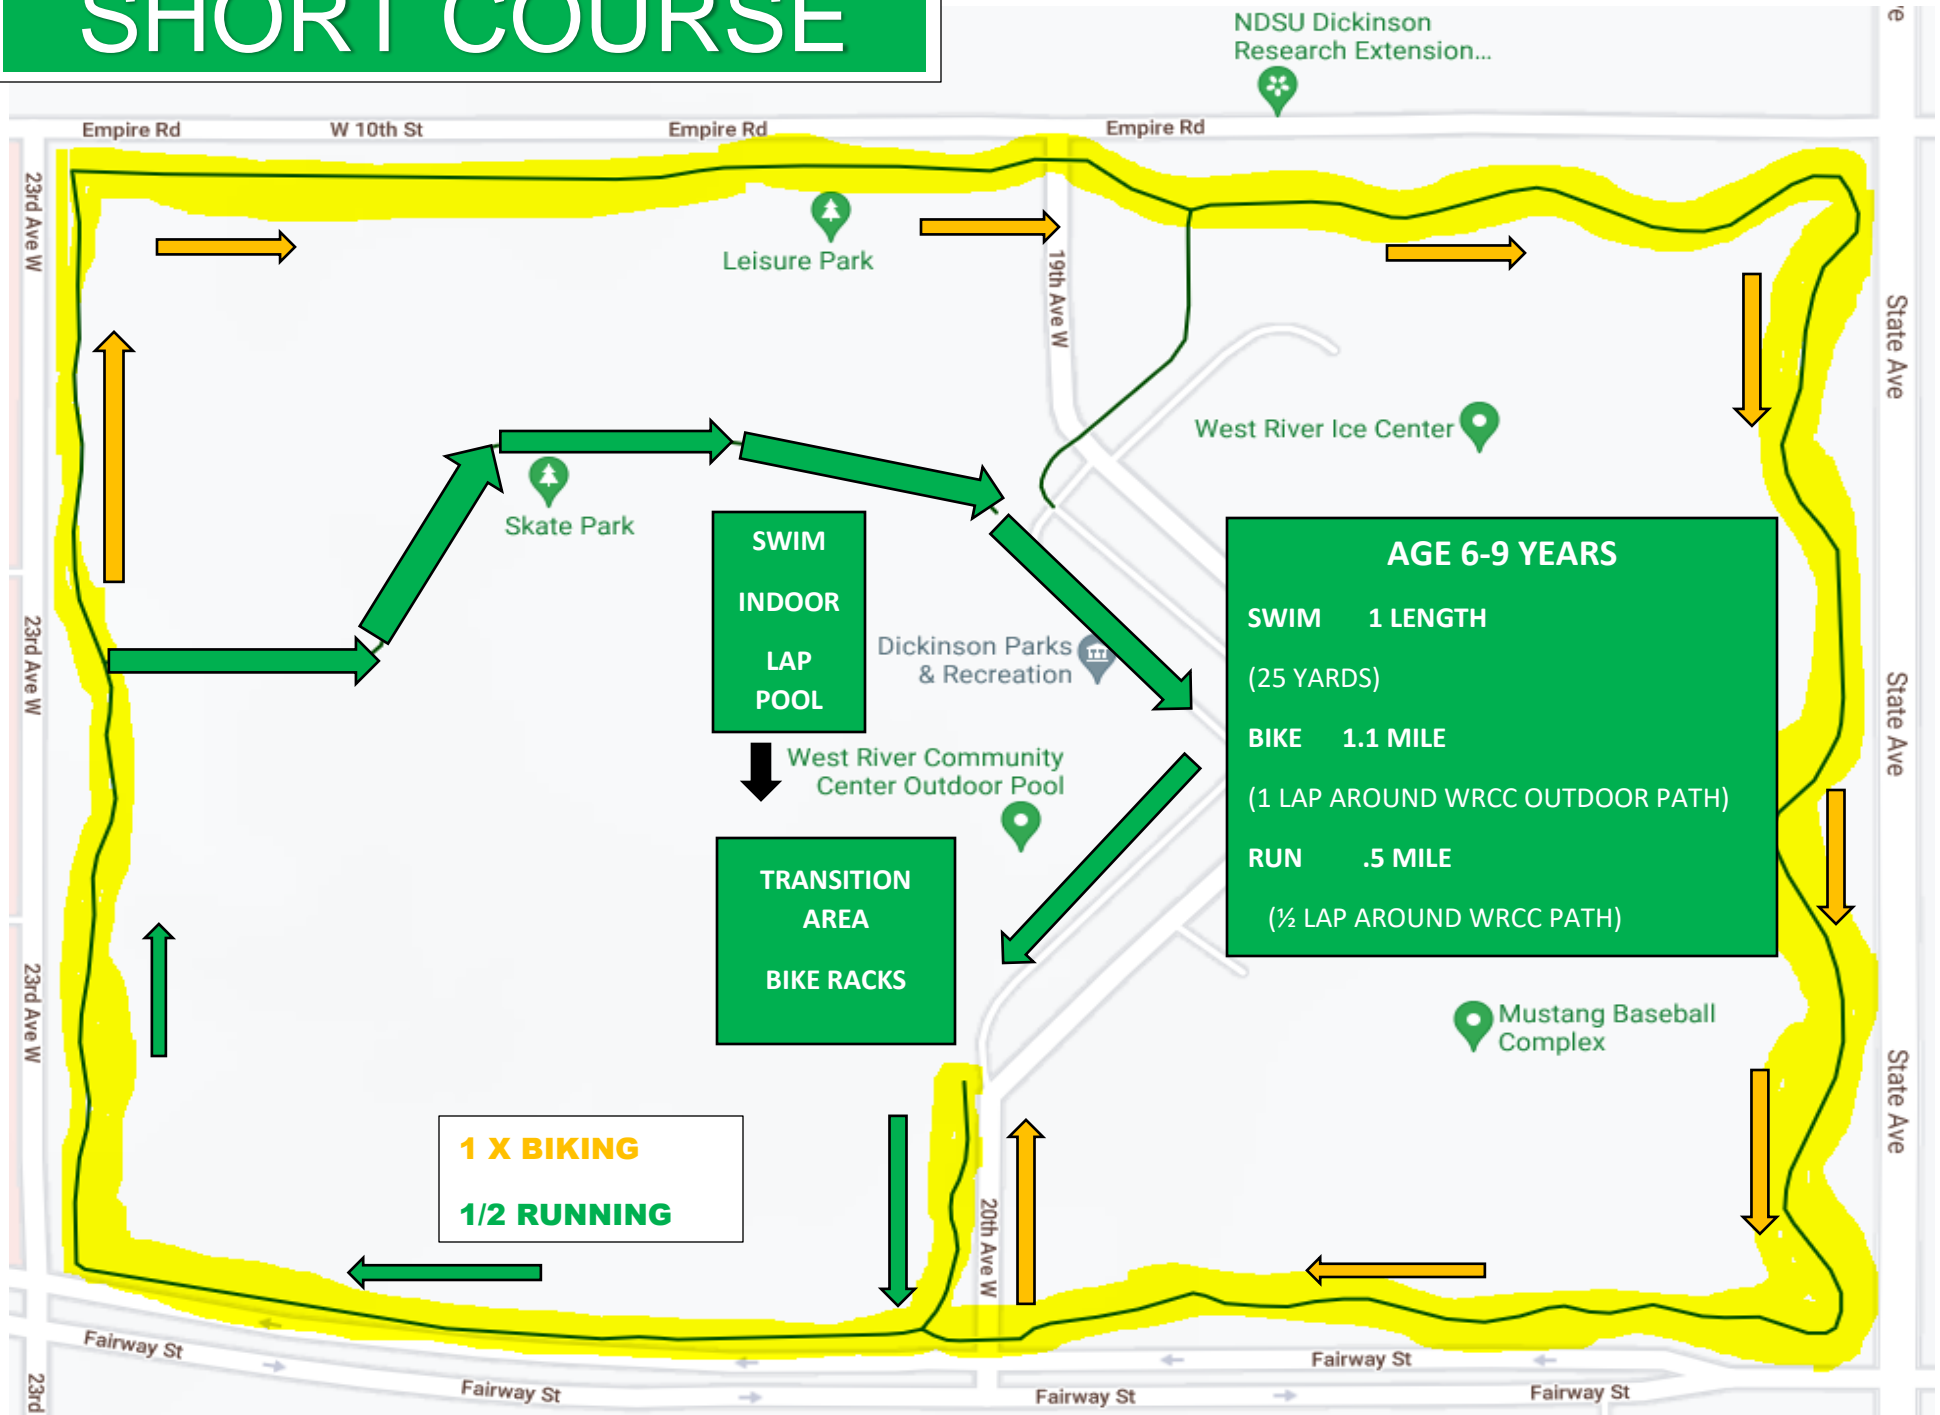 SHORT COURSE
NDSU Dickinson
Research Extension...
Empire Rd
W 10th St
Empire Rd
Empire Rd
23rd Ave W
Leisure Park
19th Ave W
State Ave
West River Ice Center
Skate Park
SWIM
INDOOR
LAP
POOL
Dickinson Parks
& Recreation
AGE 6-9 YEARS
SWIM 1 LENGTH
(25 YARDS)
BIKE 1.1 MILE
(1 LAP AROUND WRCC OUTDOOR PATH)
RUN .5 MILE
(½ LAP AROUND WRCC PATH)
23rd Ave W
State Ave
West River Community
Center Outdoor Pool
TRANSITION
AREA
BIKE RACKS
23rd Ave W
Mustang Baseball
Complex
State Ave
1 X BIKING
1/2 RUNNING
20th Ave W
Fairway St
Fairway St
Fairway St
Fairway St
Fairway St
23rd